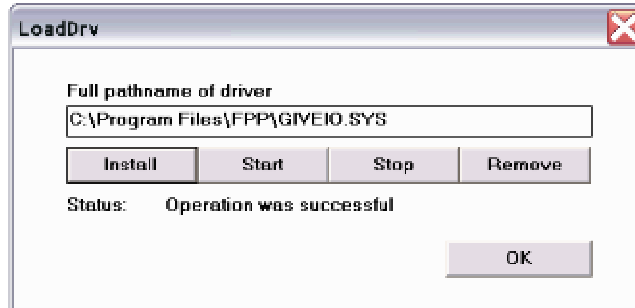 LoadDrv
Full pathname of driver
C:\Program Files\FPP\GIVEIO.SYS
Install Start Stop Remove
Status: Operation was successful
OK